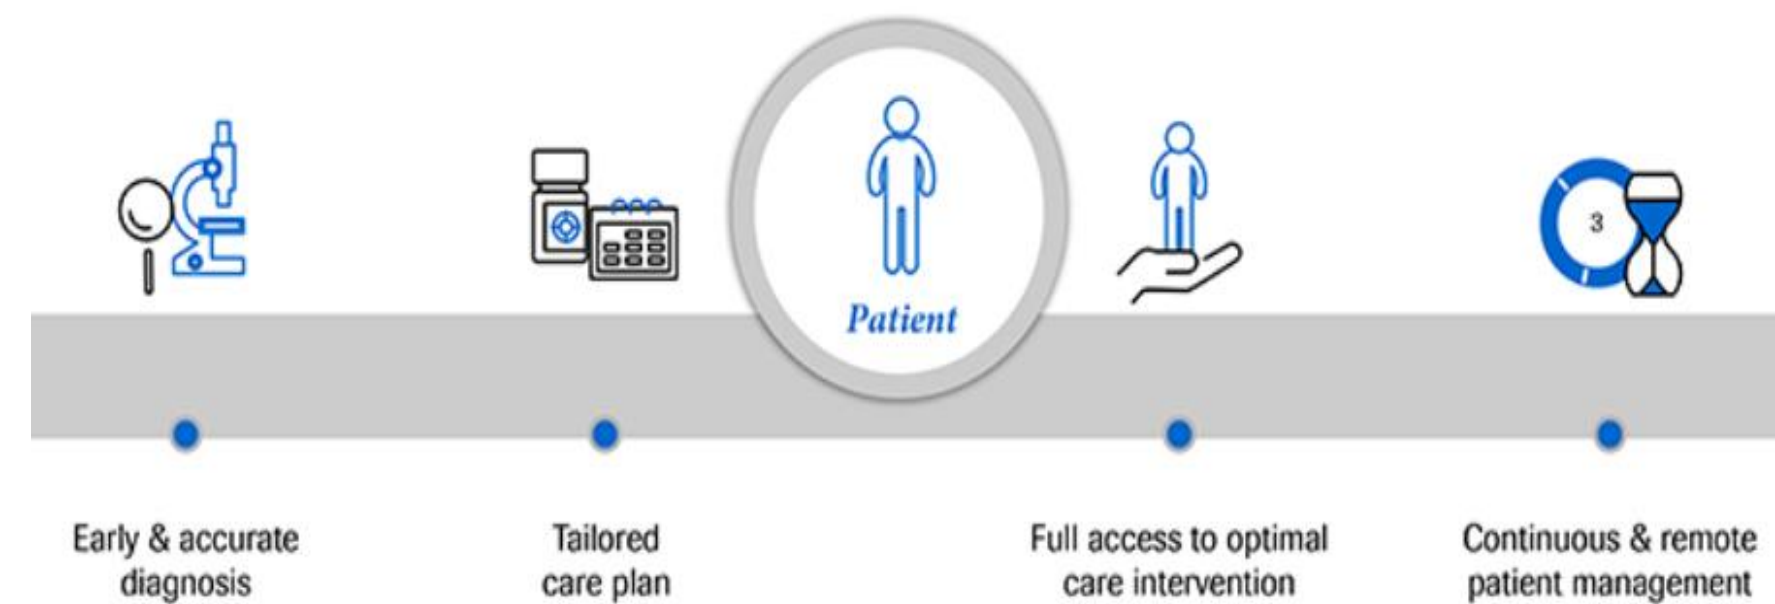 3
Patient
Early & accurate
diagnosis
Tailored
care plan
Full access to optimal
care intervention
Continuous & remote
patient management